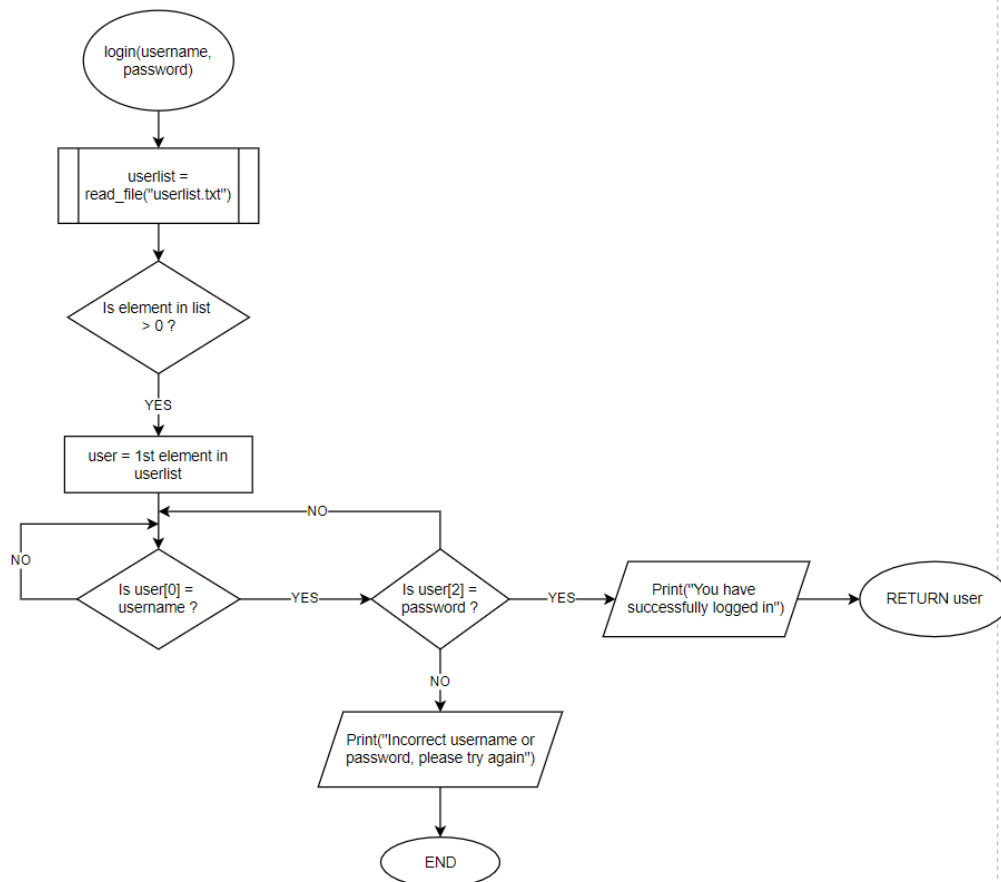 login(username,
password)
userlist =
read_file("userlist.txt")
Is element in list
> 0 ?
YES
user = 1st element in
userlist
NO
NO
Is user[0] =
username ?
YES
Is user[2] =
password ?
YES
Print("You have
successfully logged in")
RETURN user
NO
Print("Incorrect username or
password, please try again")
END